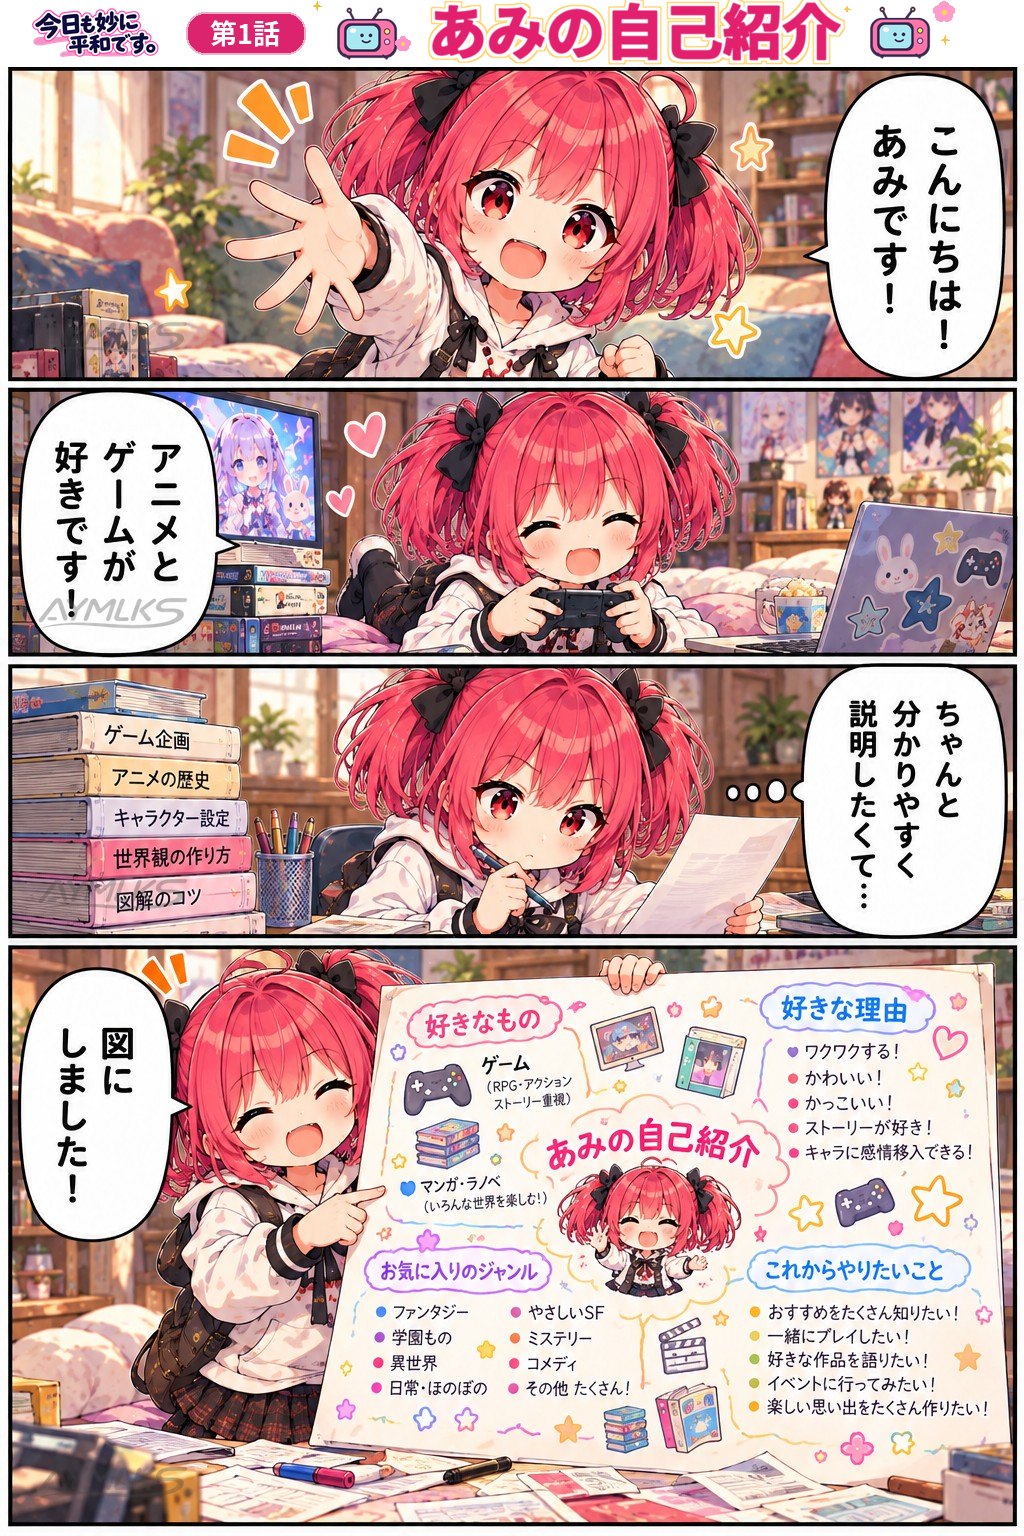 今日も妙に
平和です。
第1話
あみの自己紹介
こんにちは!
あみです!
アニメと
ゲームが
好きです!
AYMLKS
ちゃんと
分かりやすく
説明したくて…
ゲーム企画
アニメの歴史
キャラクター設定
世界観の作り方
図解のコツ
図に
しました!
好きなもの
ゲーム
(RPG・アクション
ストーリー重視)
マンガ・ラノベ
(いろんな世界を楽しむ!)
あみの自己紹介
好きな理由
ワクワクする!
かわいい!
かっこいい!
ストーリーが好き!
キャラに感情移入できる!
お気に入りのジャンル
ファンタジー
学園もの
異世界
日常・ほのぼの
やさしいSF
ミステリー
コメディ
その他 たくさん!
これからやりたいこと
おすすめをたくさん知りたい!
一緒にプレイしたい!
好きな作品を語りたい!
イベントに行ってみたい!
楽しい思い出をたくさん作りたい!